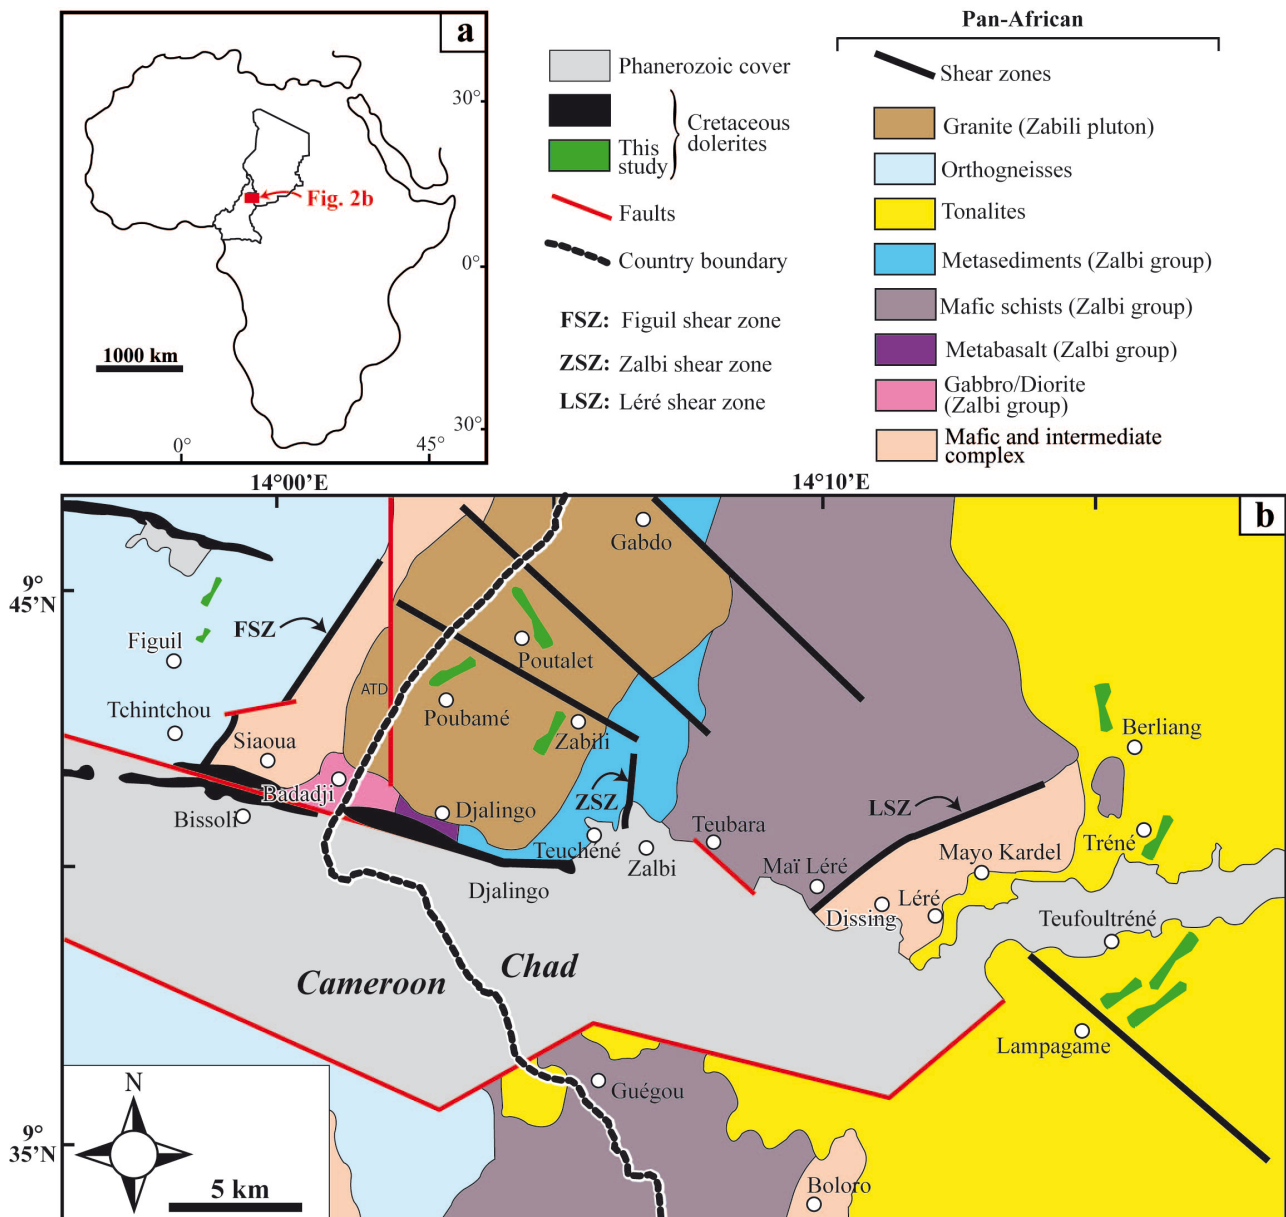 a
30°
Fig. 2b
0°
1000 km
30°
0°
45°
Phanerozoic cover
Cretaceous
dolerites
This
study
Faults
Country boundary
FSZ: Figuil shear zone
ZSZ: Zalbi shear zone
LSZ: Léré shear zone
Pan-African
Shear zones
Granite (Zabili pluton)
Orthogneisses
Tonalites
Metasediments (Zalbi group)
Mafic schists (Zalbi group)
Metabasalt (Zalbi group)
Gabbro/Diorite
(Zalbi group)
Mafic and intermediate
complex
14°00’E
14°10’E
b
9°
45’N
Gabdo
FSZ
Figuil
Poutalet
ATD
Tchintchou
Poubamé
Zabili
Berliang
Siaoua
Badadji
ZSZ
LSZ
Djalingo
Bissoli
Teubara
Tréné
Teuchéné
Zalbi
Maï Léré
Mayo Kardel
Djalingo
Dissing
Léré
Teufoultréné
Cameroon
Chad
Lampagame
Guégou
N
9°
35’N
5 km
Boloro